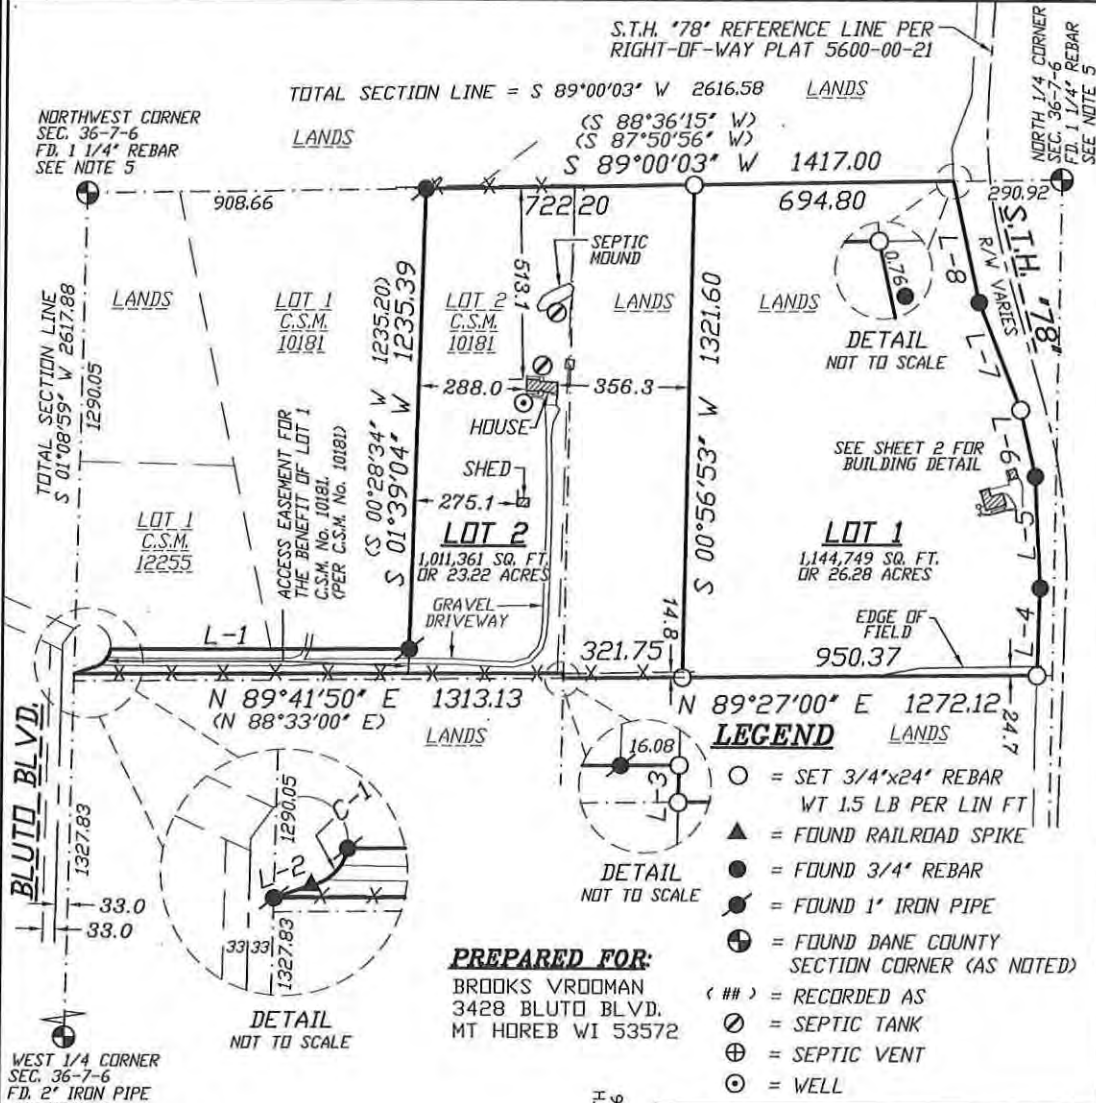 S.T.H. "78" REFERENCE LINE PER
RIGHT-OF-WAY PLAT 5600-00-21
TOTAL SECTION LINE = S 89°00'03" W 2616.58
LANDS
NORTHWEST CORNER
SEC. 36-7-6
FD. 1 1/4" REBAR
SEE NOTE 5
LANDS
(S 88°36'15" W)
(S 87°50'56" W)
S 89°00'03" W 1417.00
NORTH 1/4 CORNER
SEC. 36-7-6
FD. 1 1/4" REBAR
SEE NOTE 5
908.66
722.20
694.80
290.92
S.T.H. "78"
R/W VARIES
L-8
L-7
L-6
L-5
L-4
0.76
DETAIL
NOT TO SCALE
TOTAL SECTION LINE
S 01°08'59" W 2617.88
1290.05
LANDS
LOT 1
C.S.M.
10181
(S 00°28'34" W 1235.20)
S 01°39'04" W 1235.39
LOT 2
C.S.M.
10181
513.1
SEPTIC
MOUND
LANDS
S 00°56'53" W 1321.60
LANDS
288.0
356.3
HOUSE
SHED
275.1
LOT 2
1,011,361 SQ. FT.
OR 23.22 ACRES
GRAVEL
DRIVEWAY
SEE SHEET 2 FOR
BUILDING DETAIL
LOT 1
1,144,749 SQ. FT.
OR 26.28 ACRES
EDGE OF
FIELD
LOT 1
C.S.M.
12255
ACCESS EASEMENT FOR
THE BENEFIT OF LOT 1
C.S.M. No. 10181.
(PER C.S.M. No. 10181)
L-1
14.8
321.75
950.37
N 89°41'50" E 1313.13
(N 88°33'00" E)
LANDS
N 89°27'00" E 1272.12
LANDS
24.7
BLUTO BLVD.
1327.83
33.0
33.0
1290.05
C-1
L-2
33
33
1327.83
DETAIL
NOT TO SCALE
16.08
L-3
DETAIL
NOT TO SCALE
LEGEND
= SET 3/4"x24" REBAR
WT 1.5 LB PER LIN FT
= FOUND RAILROAD SPIKE
= FOUND 3/4" REBAR
= FOUND 1" IRON PIPE
= FOUND DANE COUNTY
SECTION CORNER (AS NOTED)
( ## ) = RECORDED AS
= SEPTIC TANK
= SEPTIC VENT
= WELL
PREPARED FOR:
BROOKS VROOMAN
3428 BLUTO BLVD.
MT HOREB WI 53572
WEST 1/4 CORNER
SEC. 36-7-6
FD. 2" IRON PIPE